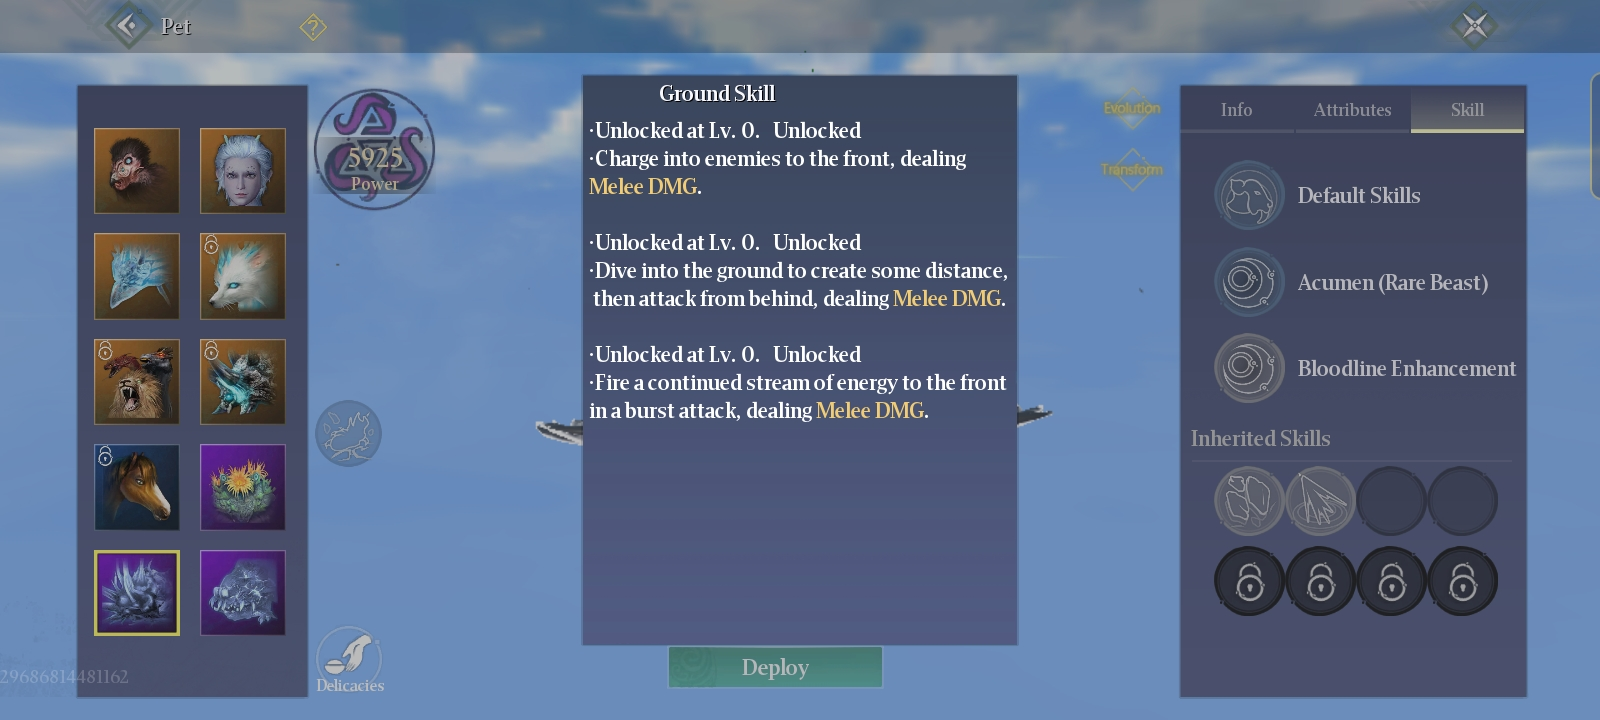 Pet
?
5925
Power
Ground Skill
·Unlocked at Lv. 0. Unlocked
·Charge into enemies to the front, dealing
Melee DMG.
·Unlocked at Lv. 0. Unlocked
·Dive into the ground to create some distance,
then attack from behind, dealing Melee DMG.
·Unlocked at Lv. 0. Unlocked
·Fire a continued stream of energy to the front
in a burst attack, dealing Melee DMG.
Deploy
Delicacies
29686814481162
Evolution
Transform
Info
Attributes
Skill
Default Skills
Acumen (Rare Beast)
Bloodline Enhancement
Inherited Skills